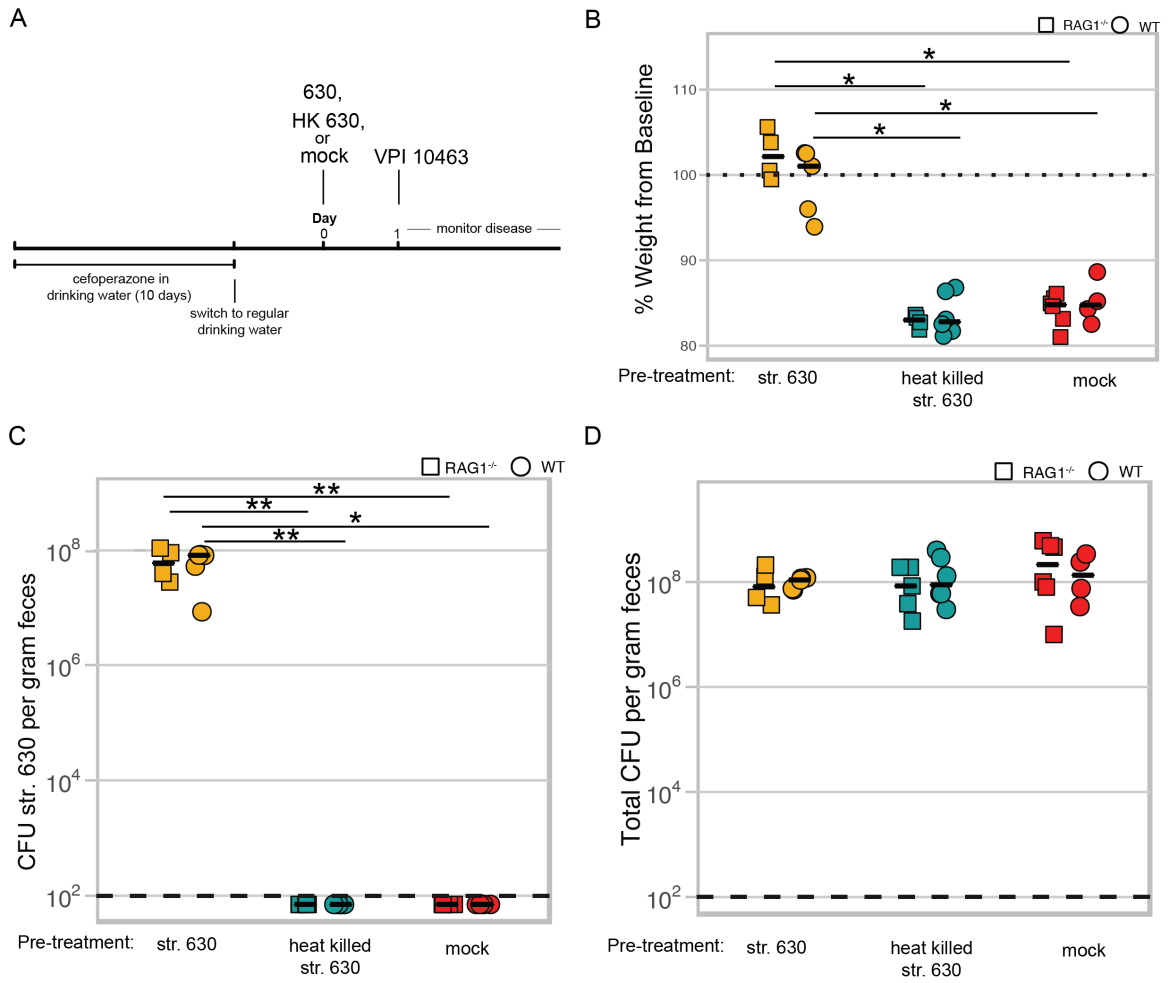 A
630,
HK 630,
or
mock
VPI 10463
Day
0
1
monitor disease
cefoperazone in
drinking water (10 days)
switch to regular
drinking water
B
RAG1-/- WT
% Weight from Baseline
110
100
90
80
*
*
*
*
Pre-treatment: str. 630 heat killed str. 630 mock
C
RAG1-/- WT
CFU str. 630 per gram feces
10^8
10^6
10^4
10^2
**
**
*
**
Pre-treatment: str. 630 heat killed str. 630 mock
D
RAG1-/- WT
Total CFU per gram feces
10^8
10^6
10^4
10^2
Pre-treatment: str. 630 heat killed str. 630 mock